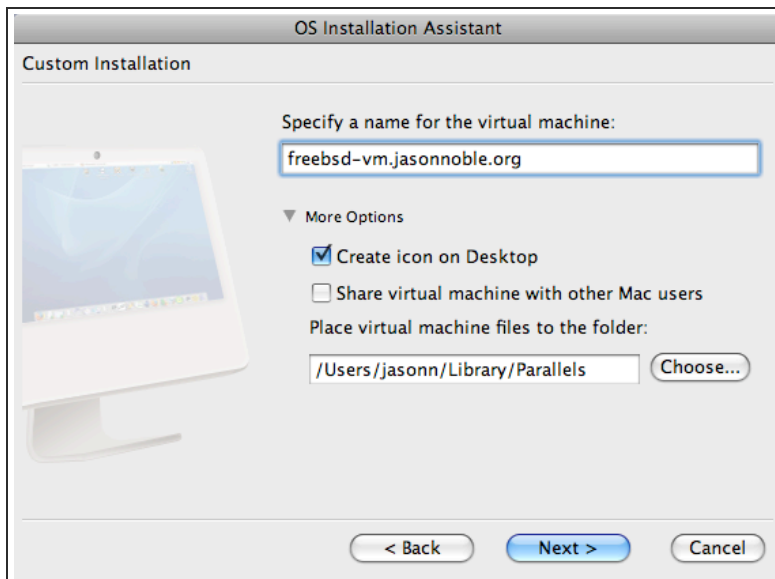 OS Installation Assistant
Custom Installation
Specify a name for the virtual machine:
freebsd-vm.jasonnoble.org
More Options
Create icon on Desktop
Share virtual machine with other Mac users
Place virtual machine files to the folder:
/Users/jasonn/Library/Parallels
Choose...
< Back
Next >
Cancel